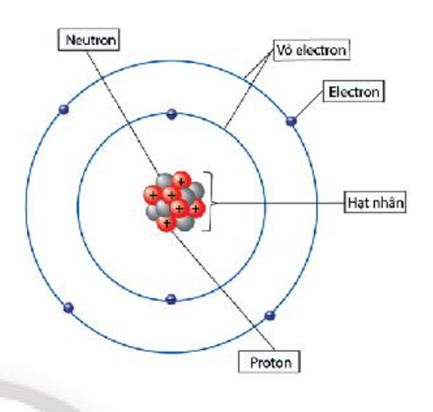 Neutron
Vỏ electron
Electron
Hạt nhân
Proton
+
+
+
+
+
+